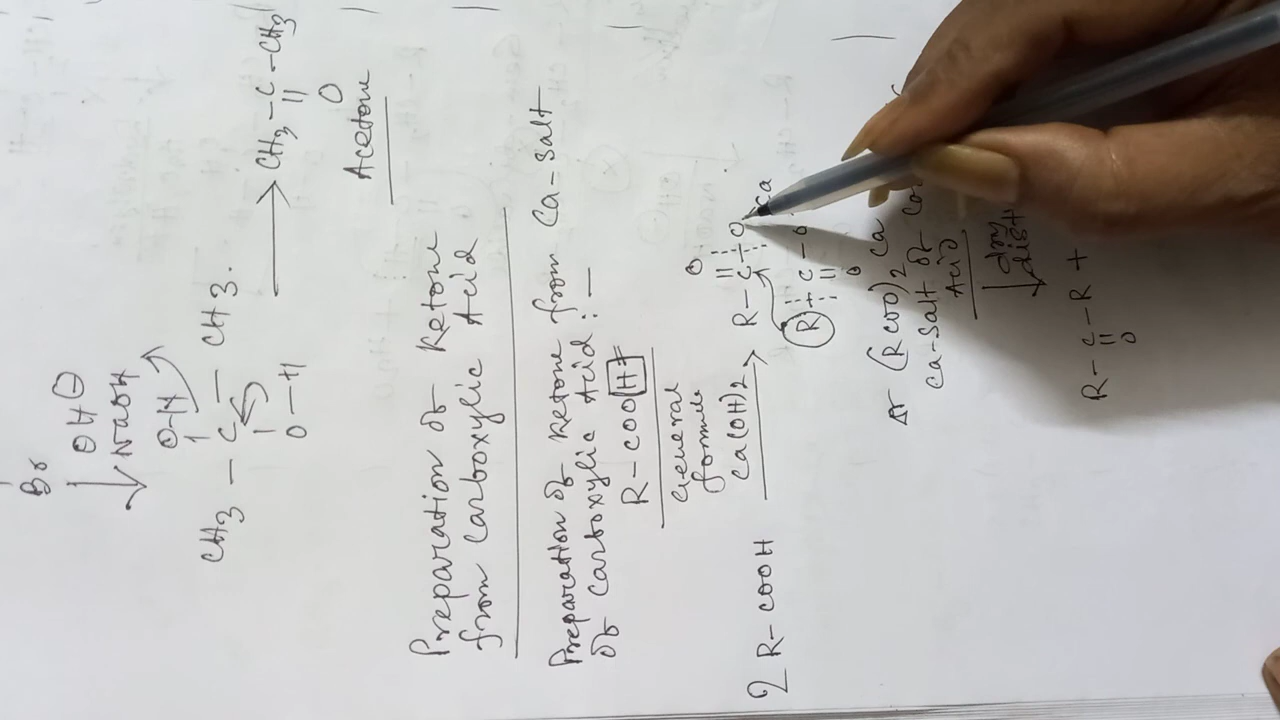 Br
↓ OH⊖
NaOH
O-H
CH3 - C - CH3.
O-H
⟶ CH3 - C - CH3
||
O
Acetone
Preparation of Ketone
from carboxylic Acid
Preparation of Ketone from Ca-salt
of carboxylic Acid :-
R-COOH
General
formula
2 R-COOH Ca(OH)2 ⟶
O
||
R-C-O
Ca
R-C-O
||
O
(RCOO)2 Ca
Ca-salt of
Acid
↓ dry
R-C-R +
||
O